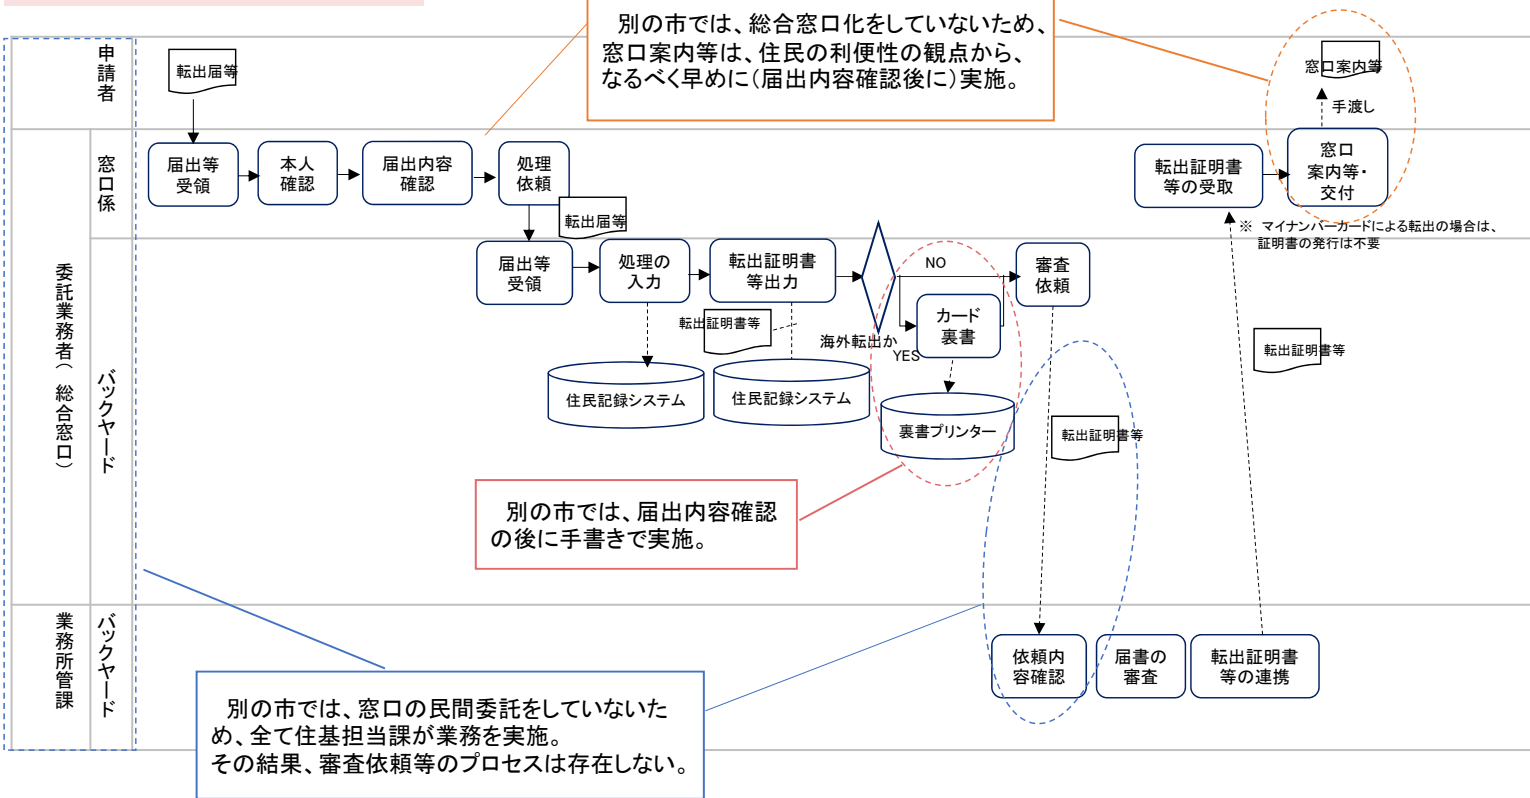 別の市では、総合窓口化をしていないため、
窓口案内等は、住民の利便性の観点から、
なるべく早めに(届出内容確認後に)実施。
申請者
転出届等
窓口案内等
手渡し
委託業務者(総合窓口)
窓口係
届出等
受領
本人
確認
届出内容
確認
処理
依頼
転出届等
転出証明書
等の受取
窓口
案内等・
交付
※ マイナンバーカードによる転出の場合は、
証明書の発行は不要
バックヤード
届出等
受領
処理の
入力
転出証明書
等出力
海外転出か
NO
YES
カード
裏書
審査
依頼
転出証明書等
住民記録システム
住民記録システム
裏書プリンター
転出証明書等
転出証明書等
別の市では、届出内容確認
の後に手書きで実施。
業務所管課
バックヤード
依頼内
容確認
届書の
審査
転出証明書
等の連携
別の市では、窓口の民間委託をしていないた
め、全て住基担当課が業務を実施。
その結果、審査依頼等のプロセスは存在しない。